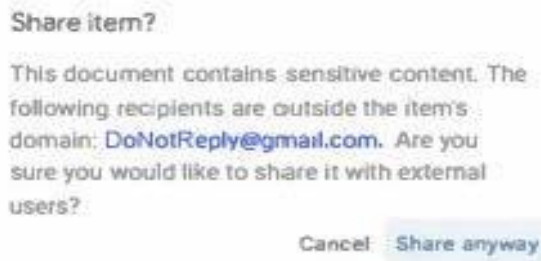 Share item?
This document contains sensitive content. The
following recipients are outside the item's
domain: DoNotReply@gmail.com. Are you
sure you would like to share it with external
users?
Cancel Share anyway